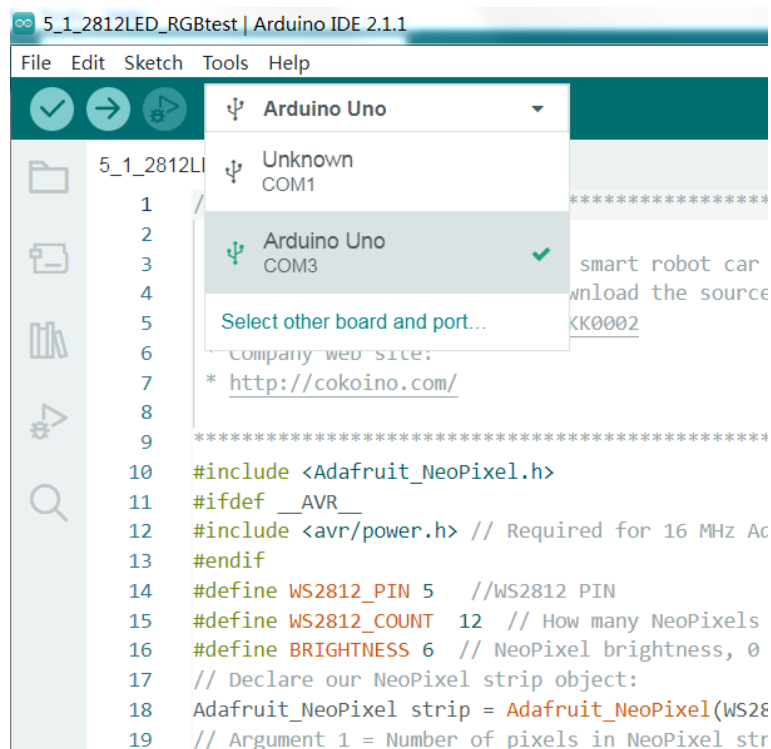 5_1_2812LED_RGBtest | Arduino IDE 2.1.1
File Edit Sketch Tools Help
Arduino Uno
5_1_2812L
Unknown
COM1
Arduino Uno
COM3
Select other board and port...
1 / ******************
2
3 smart robot car
4 wnload the source
5 KK0002
6 * Company web site:
7 * http://cokoino.com/
8
9 ************************************************
10 #include <Adafruit_NeoPixel.h>
11 #ifdef __AVR__
12 #include <avr/power.h> // Required for 16 MHz Ad
13 #endif
14 #define WS2812_PIN 5 //WS2812 PIN
15 #define WS2812_COUNT 12 // How many NeoPixels
16 #define BRIGHTNESS 6 // NeoPixel brightness, 0
17 // Declare our NeoPixel strip object:
18 Adafruit_NeoPixel strip = Adafruit_NeoPixel(WS28
19 // Argument 1 = Number of pixels in NeoPixel str